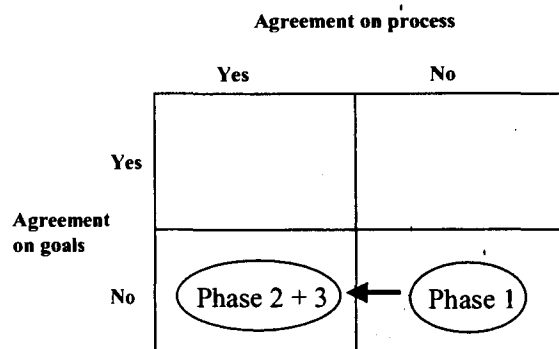 Agreement on process
Yes No
Yes
Agreement
on goals
No
Phase 2 + 3
Phase 1